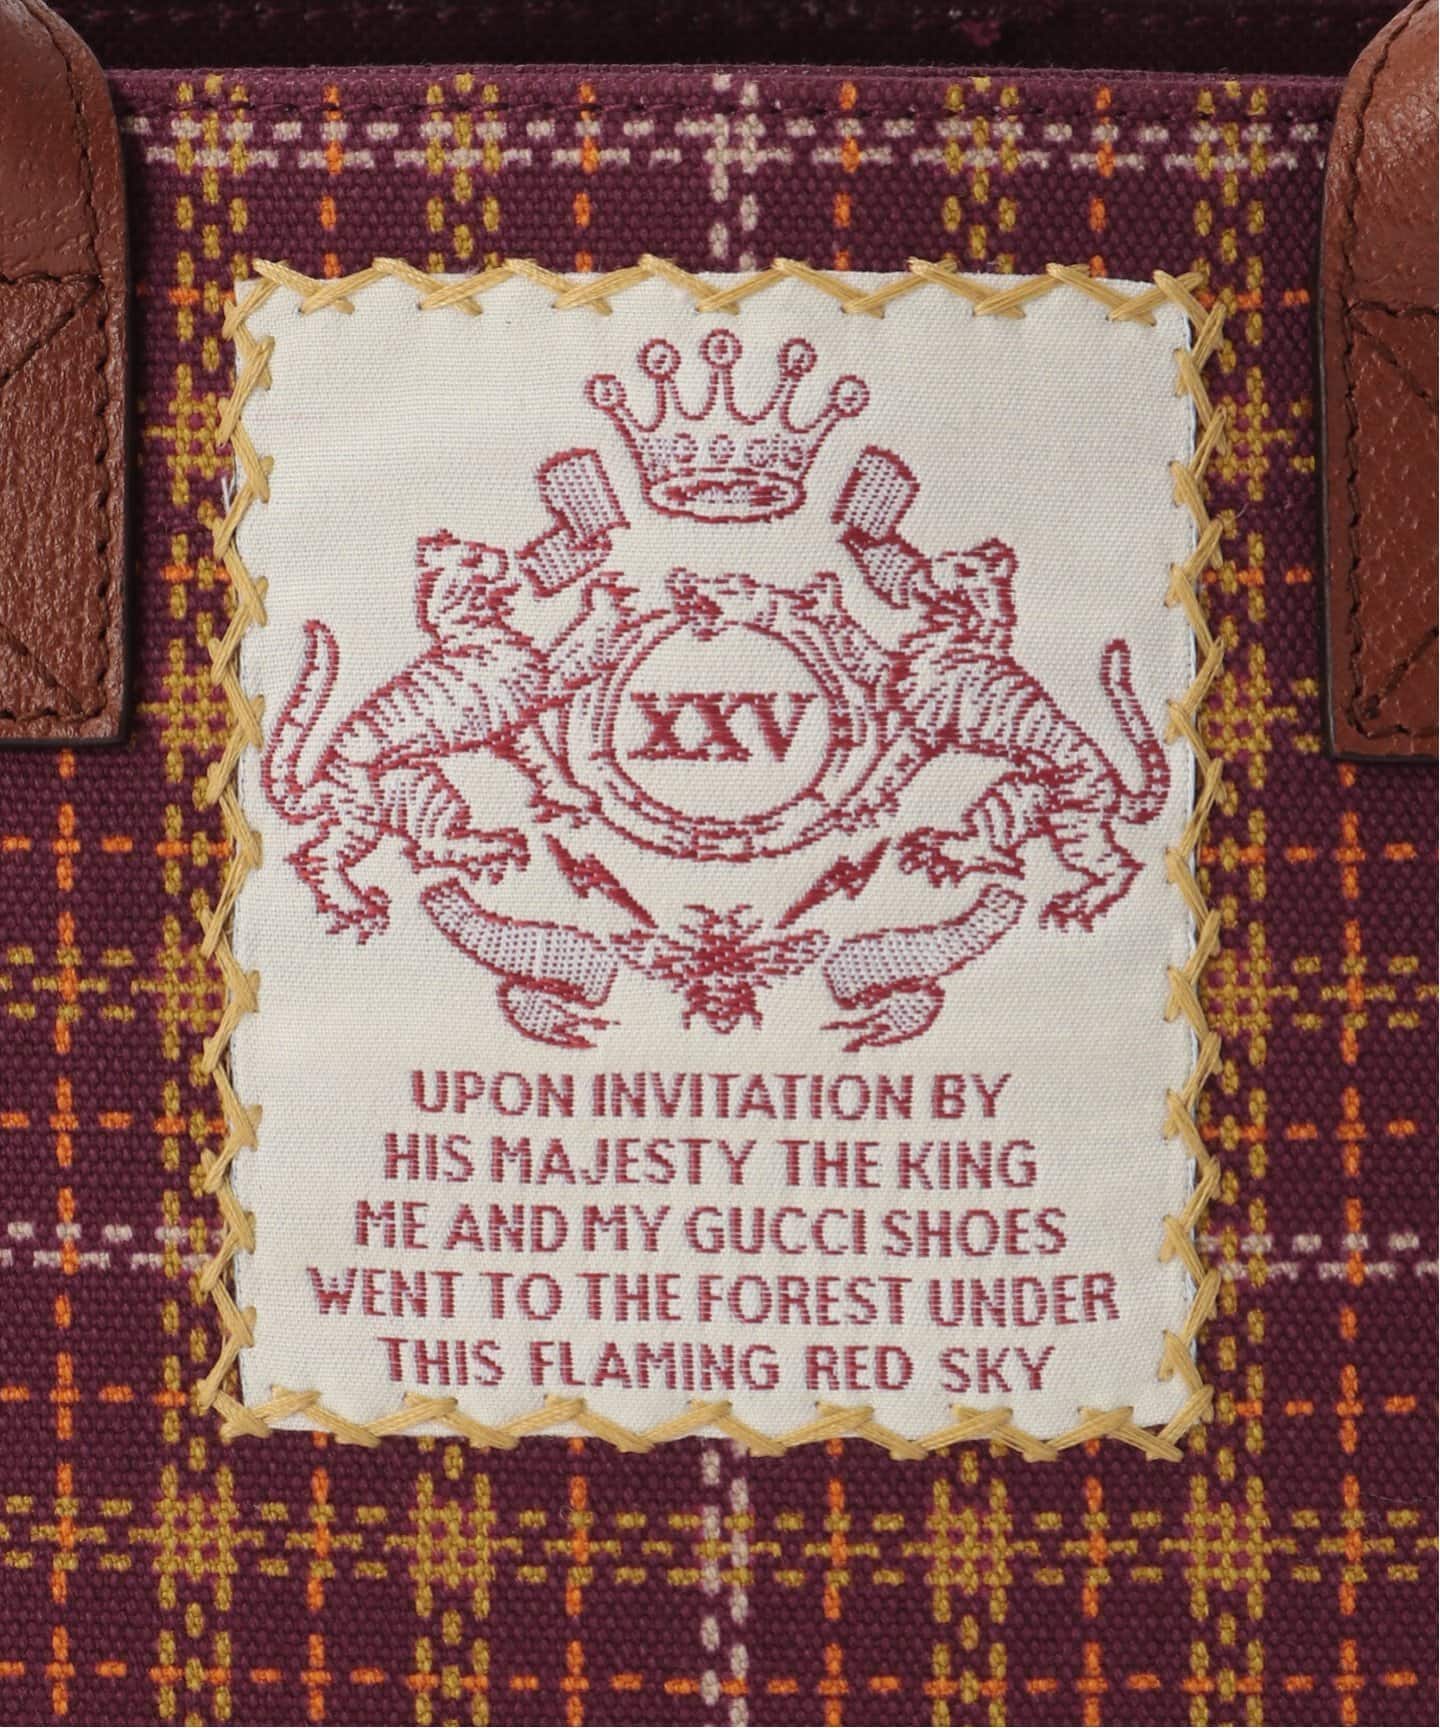 XXV
UPON INVITATION BY
HIS MAJESTY THE KING
ME AND MY GUCCI SHOES
WENT TO THE FOREST UNDER
THIS FLAMING RED SKY